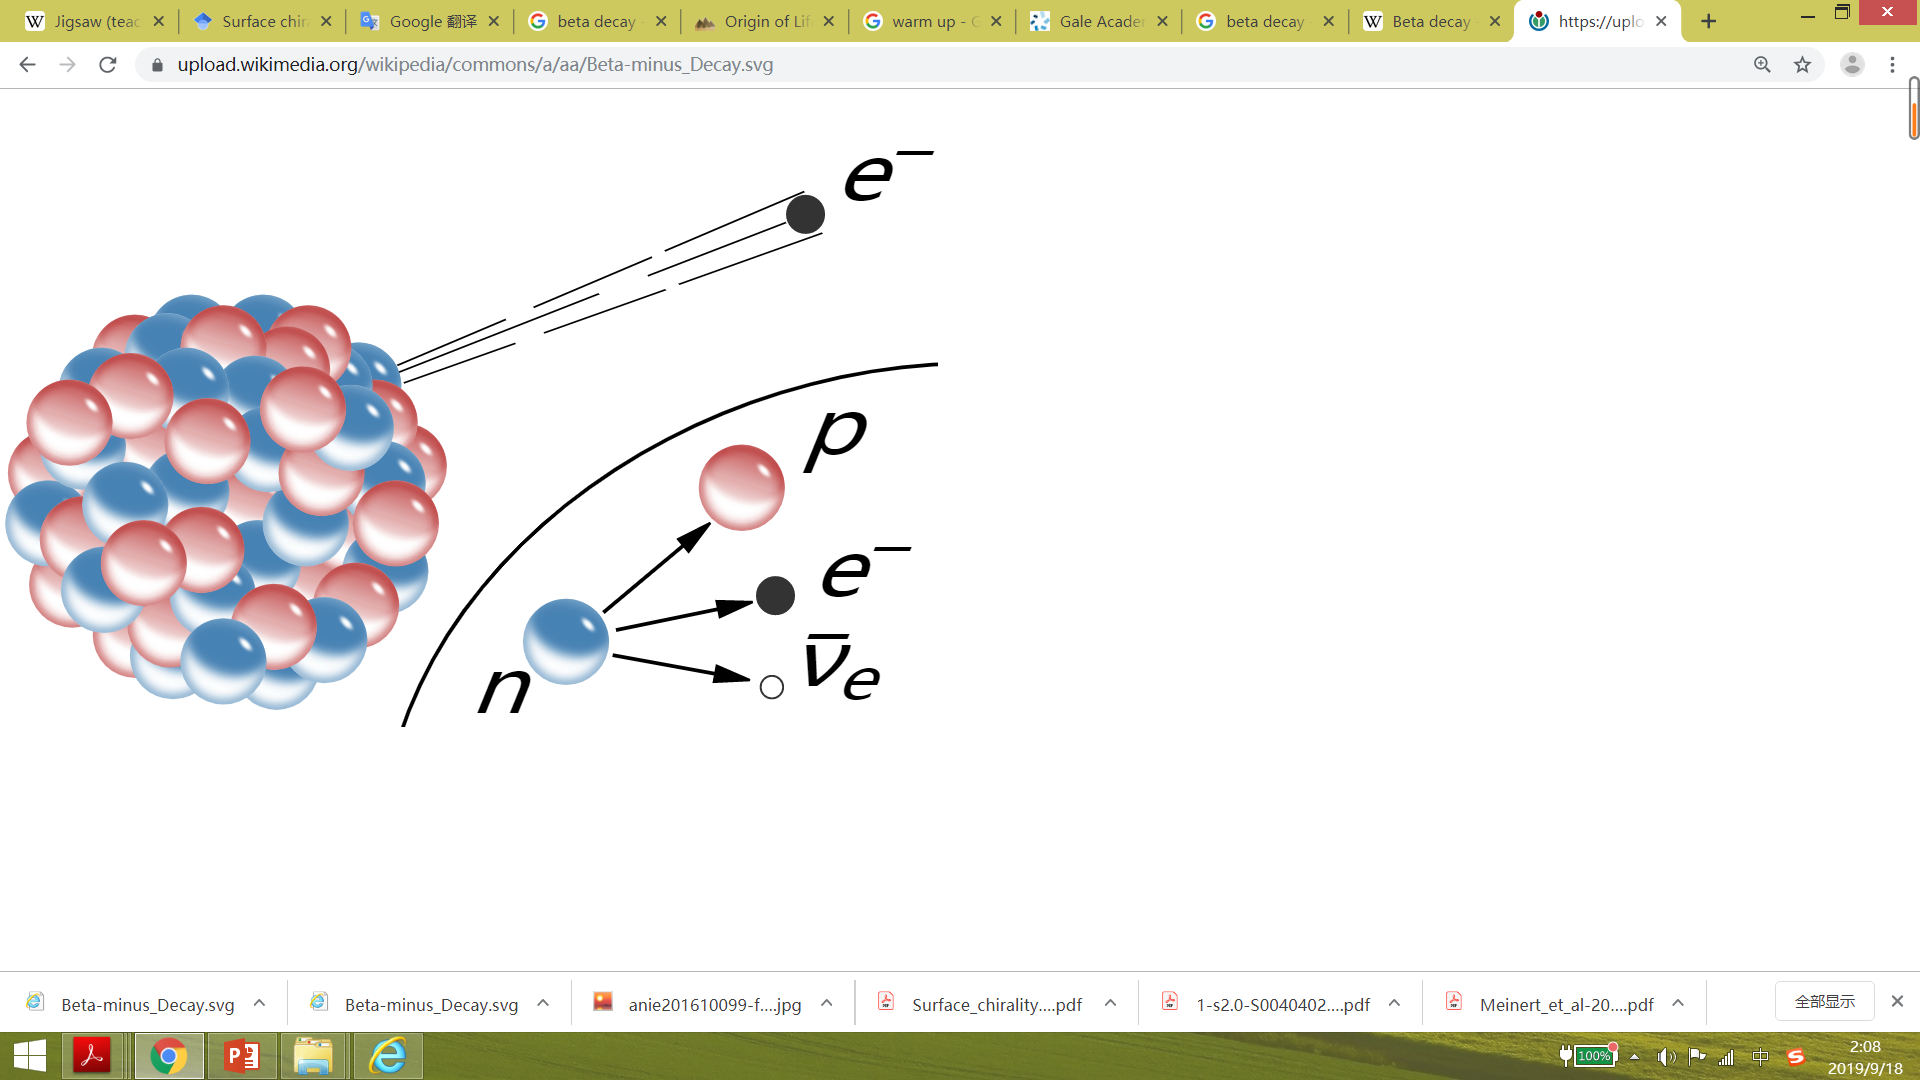 Jigsaw (teac
Surface chir
Google 翻译
beta decay
Origin of Lif
warm up - G
Gale Acader
beta decay
Beta decay -
https://uplo
upload.wikimedia.org/wikipedia/commons/a/aa/Beta-minus_Decay.svg
e−
p
e−
ν̅e
n
Beta-minus_Decay.svg
Beta-minus_Decay.svg
anie201610099-f....jpg
Surface_chirality....pdf
1-s2.0-S0040402....pdf
Meinert_et_al-20....pdf
全部显示
100%
中
2:08
2019/9/18